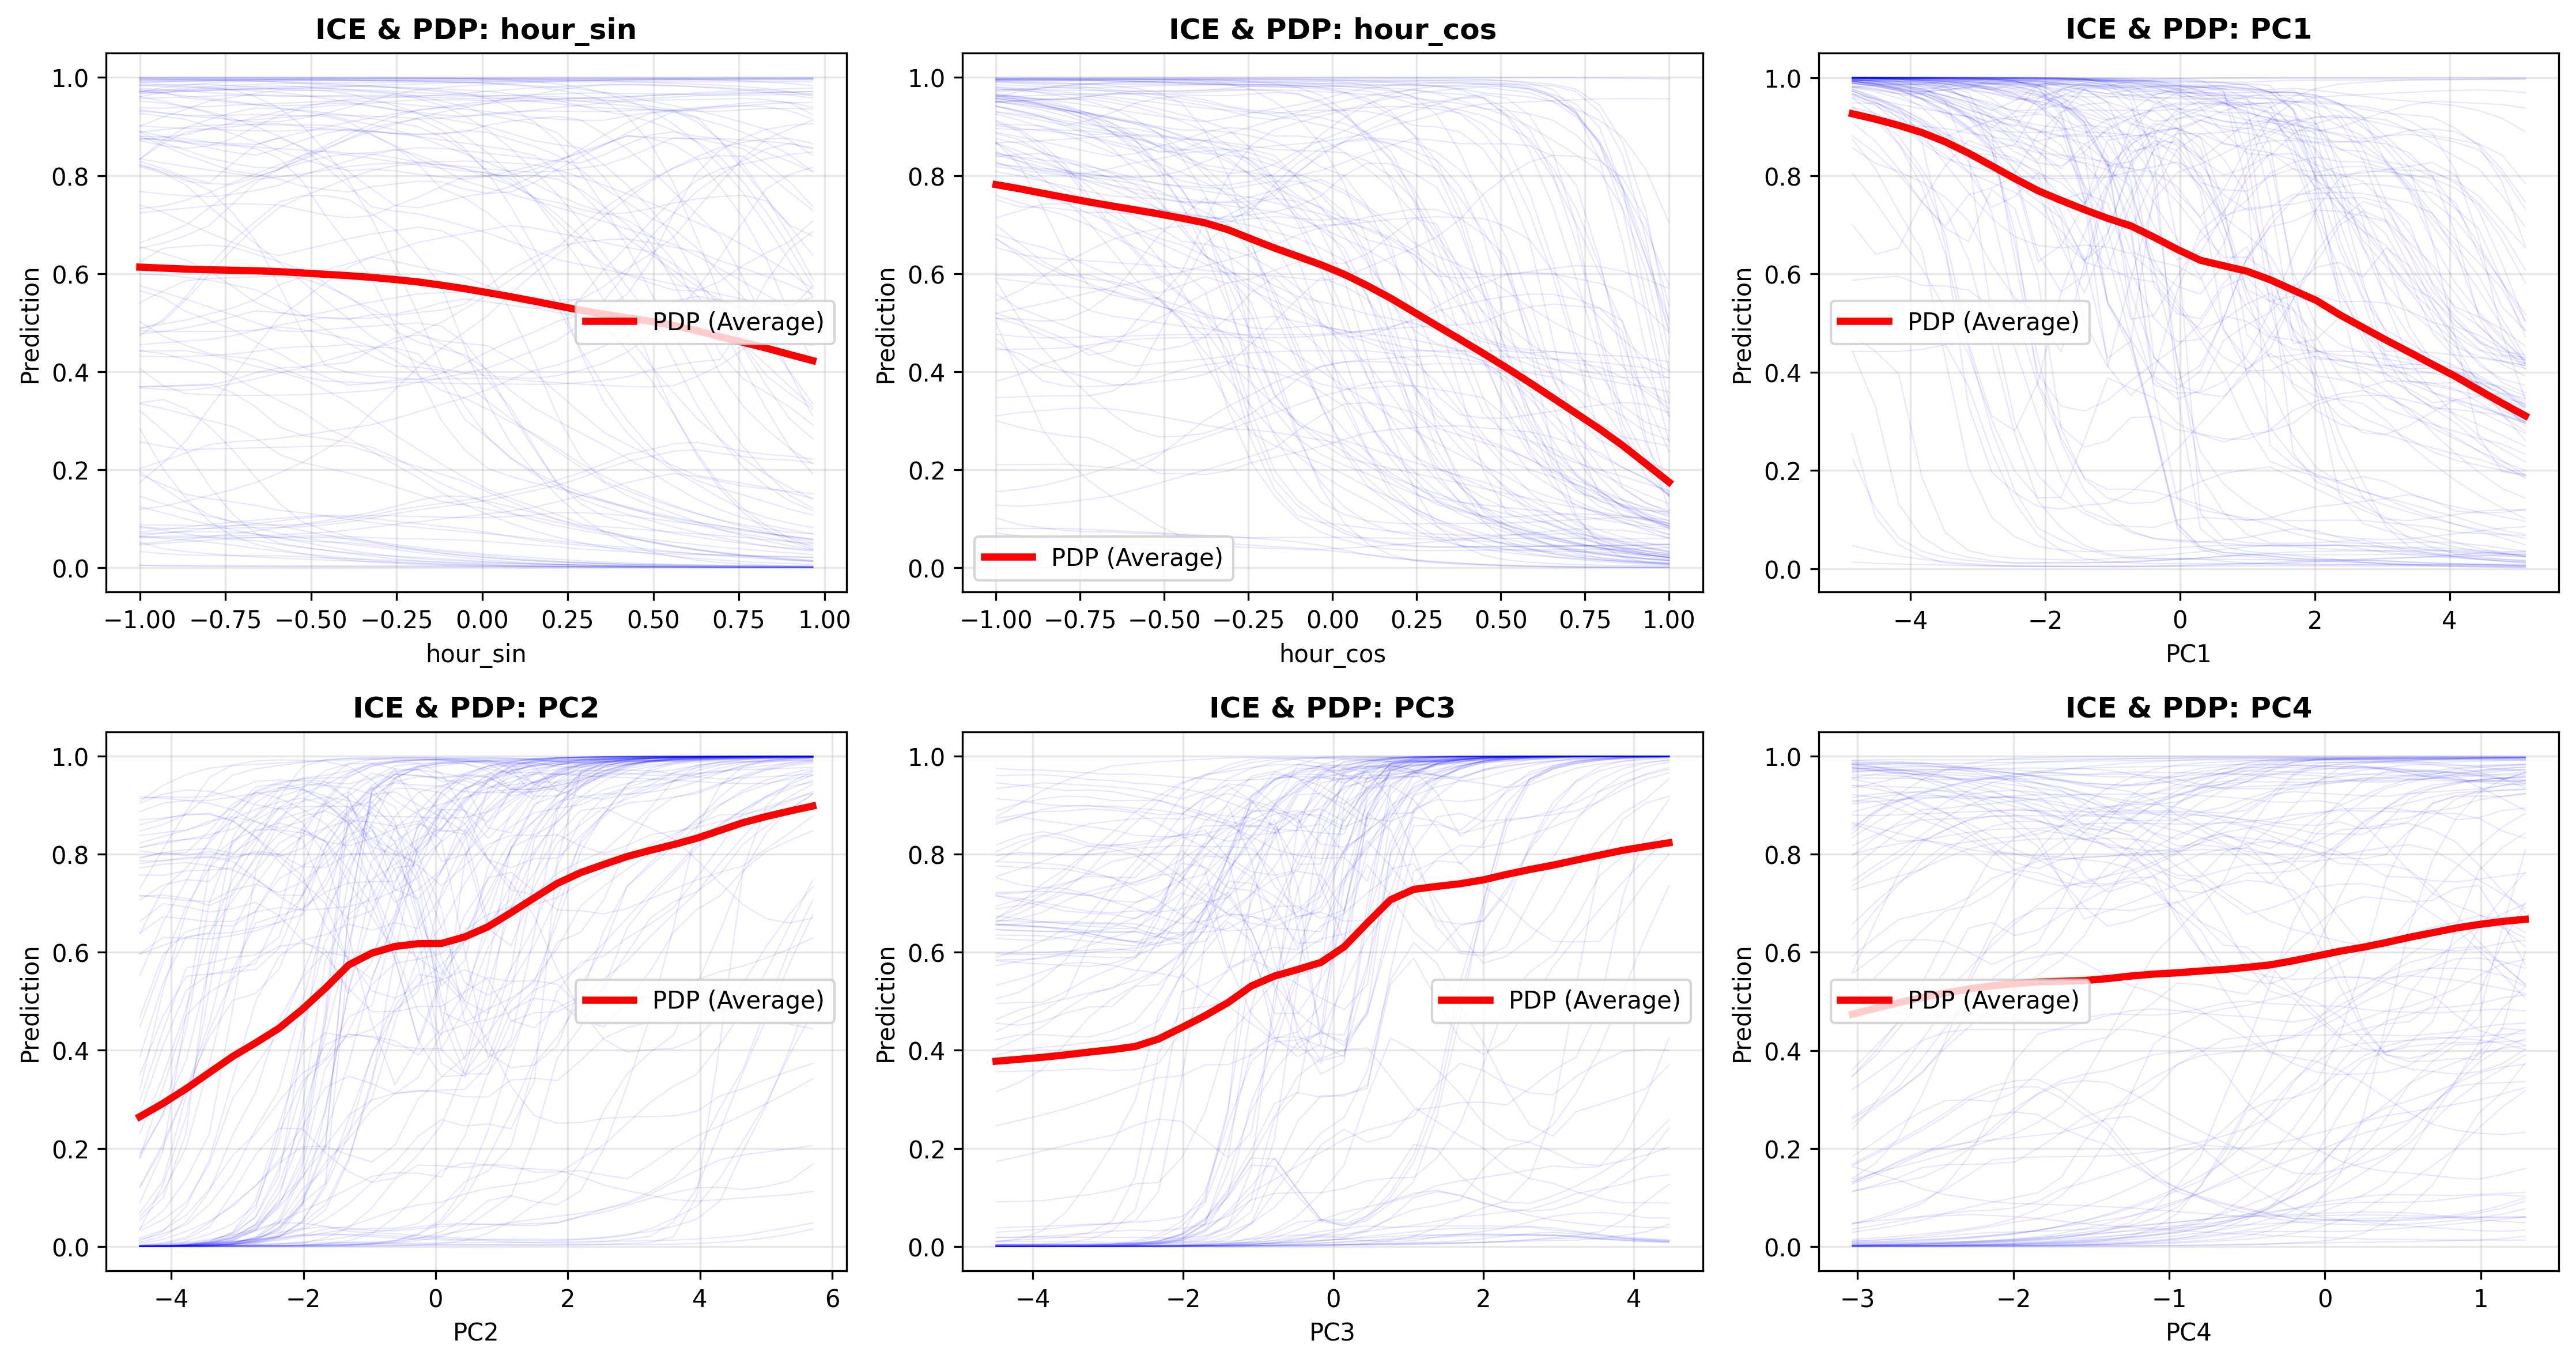 ICE & PDP: hour_sin
1.0
0.8
0.6
0.4
0.2
0.0
Prediction
PDP (Average)
−1.00 −0.75 −0.50 −0.25 0.00 0.25 0.50 0.75 1.00
hour_sin
ICE & PDP: hour_cos
1.0
0.8
0.6
0.4
0.2
0.0
Prediction
PDP (Average)
−1.00 −0.75 −0.50 −0.25 0.00 0.25 0.50 0.75 1.00
hour_cos
ICE & PDP: PC1
1.0
0.8
0.6
0.4
0.2
0.0
Prediction
PDP (Average)
−4 −2 0 2 4
PC1
ICE & PDP: PC2
1.0
0.8
0.6
0.4
0.2
0.0
Prediction
PDP (Average)
−4 −2 0 2 4 6
PC2
ICE & PDP: PC3
1.0
0.8
0.6
0.4
0.2
0.0
Prediction
PDP (Average)
−4 −2 0 2 4
PC3
ICE & PDP: PC4
1.0
0.8
0.6
0.4
0.2
0.0
Prediction
PDP (Average)
−3 −2 −1 0 1
PC4